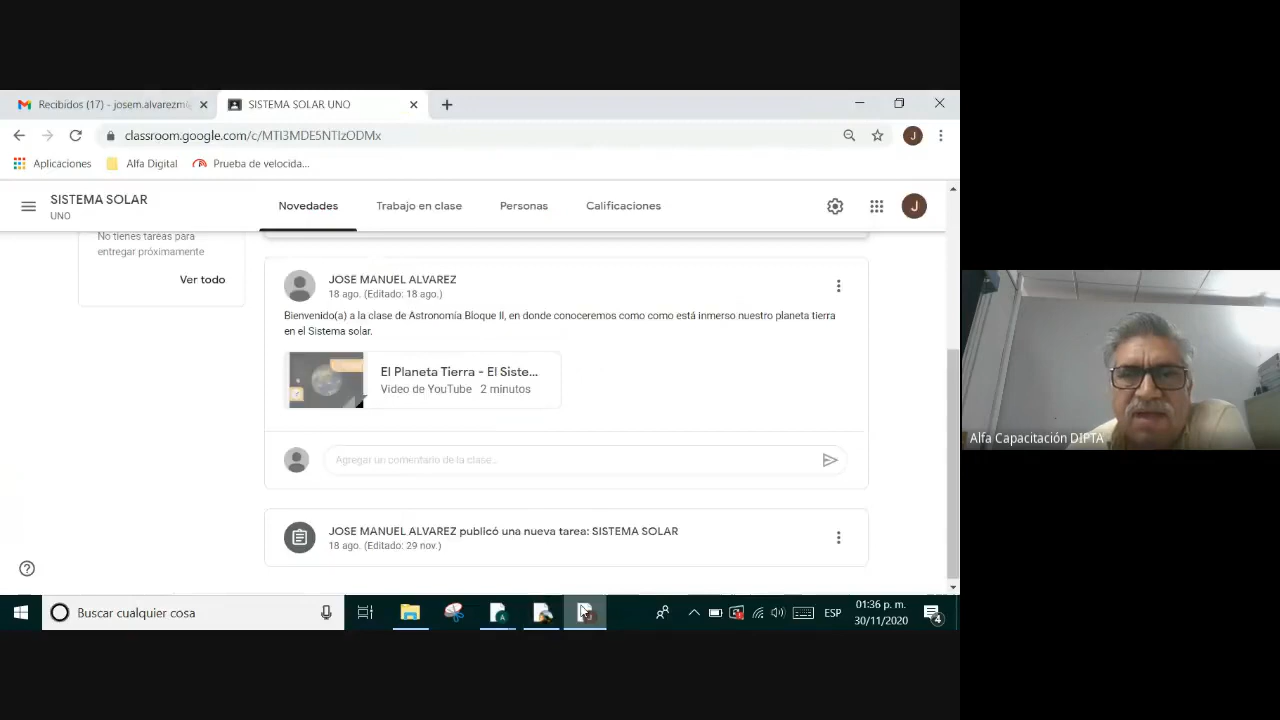 Recibidos (17) - josem.alvarezm
SISTEMA SOLAR UNO
classroom.google.com/c/MTI3MDE5NTIzODMx
Aplicaciones
Alfa Digital
Prueba de velocida...
SISTEMA SOLAR
UNO
Novedades
Trabajo en clase
Personas
Calificaciones
J
No tienes tareas para
entregar próximamente
Ver todo
JOSE MANUEL ALVAREZ
18 ago. (Editado: 18 ago.)
Bienvenido(a) a la clase de Astronomía Bloque II, en donde conoceremos como como está inmerso nuestro planeta tierra
en el Sistema solar.
El Planeta Tierra - El Siste...
Video de YouTube 2 minutos
Agregar un comentario de la clase...
JOSE MANUEL ALVAREZ publicó una nueva tarea: SISTEMA SOLAR
18 ago. (Editado: 29 nov.)
Buscar cualquier cosa
ESP
01:36 p. m.
30/11/2020
4
Alfa Capacitación DIPTA